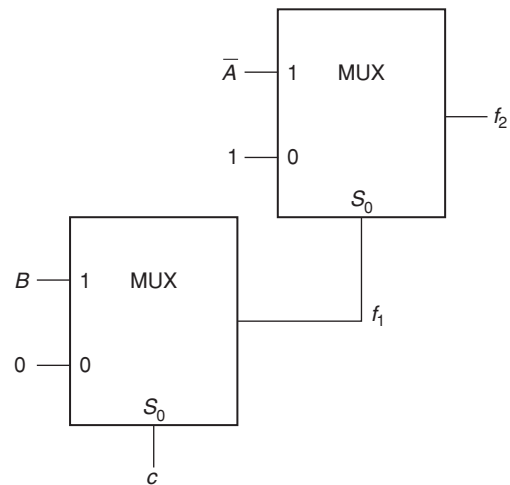 A̅ 1 MUX
f₂
1 0
S₀
B 1 MUX
f₁
0 0
S₀
c